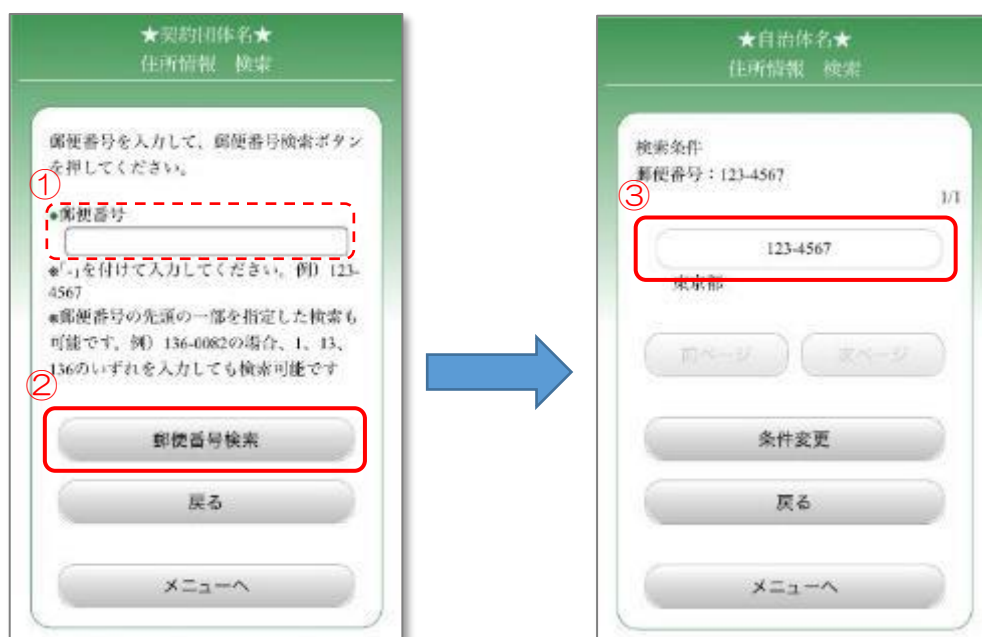 ★契約団体名★
住所情報 検索
郵便番号を入力して、郵便番号検索ボタン
を押してください。
①
●郵便番号
※「-」を付けて入力してください。例）123-
4567
※郵便番号の先頭の一部を指定した検索も
可能です。例）136-0082の場合、1、13、
136のいずれを入力しても検索可能です
②
郵便番号検索
戻る
メニューへ
★自治体名★
住所情報 検索
検索条件
郵便番号：123-4567
③
1/1
123-4567
東京都
前ページ
次ページ
条件変更
戻る
メニューへ